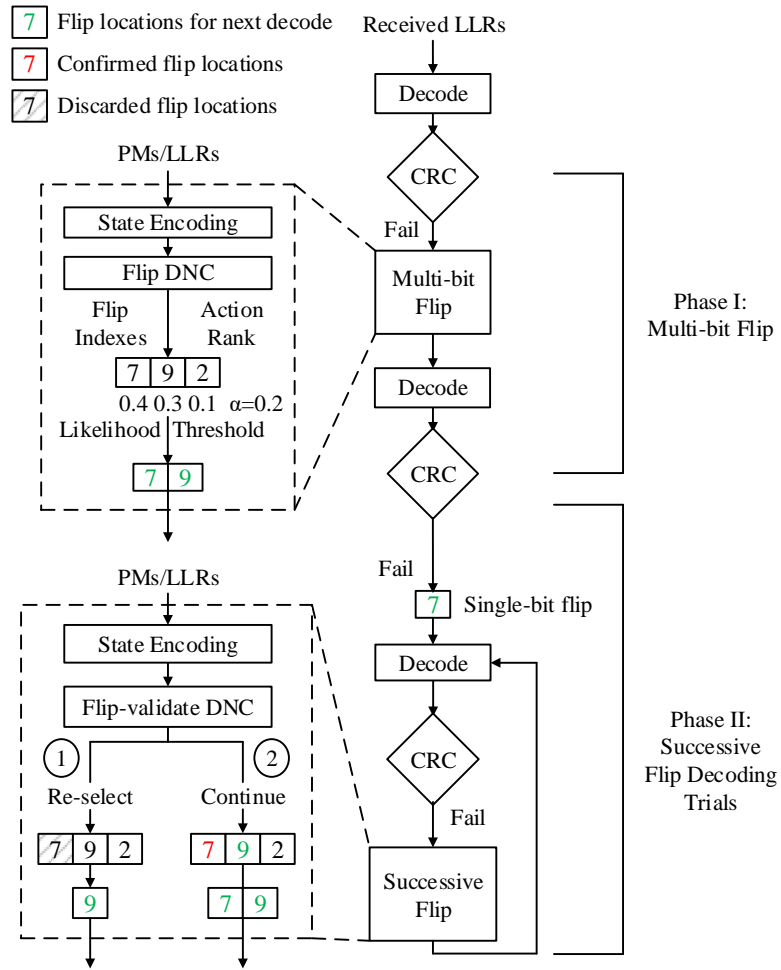 7 Flip locations for next decode
7 Confirmed flip locations
7 Discarded flip locations
Received LLRs
Decode
CRC
Fail
Multi-bit
Flip
Decode
CRC
Phase I:
Multi-bit Flip
PMs/LLRs
State Encoding
Flip DNC
Flip Action
Indexes Rank
7 9 2
0.4 0.3 0.1 α=0.2
Likelihood Threshold
7 9
Fail
7 Single-bit flip
Decode
CRC
Fail
Successive
Flip
Phase II:
Successive
Flip Decoding
Trials
PMs/LLRs
State Encoding
Flip-validate DNC
1 2
Re-select Continue
7 9 2 7 9 2
9 7 9